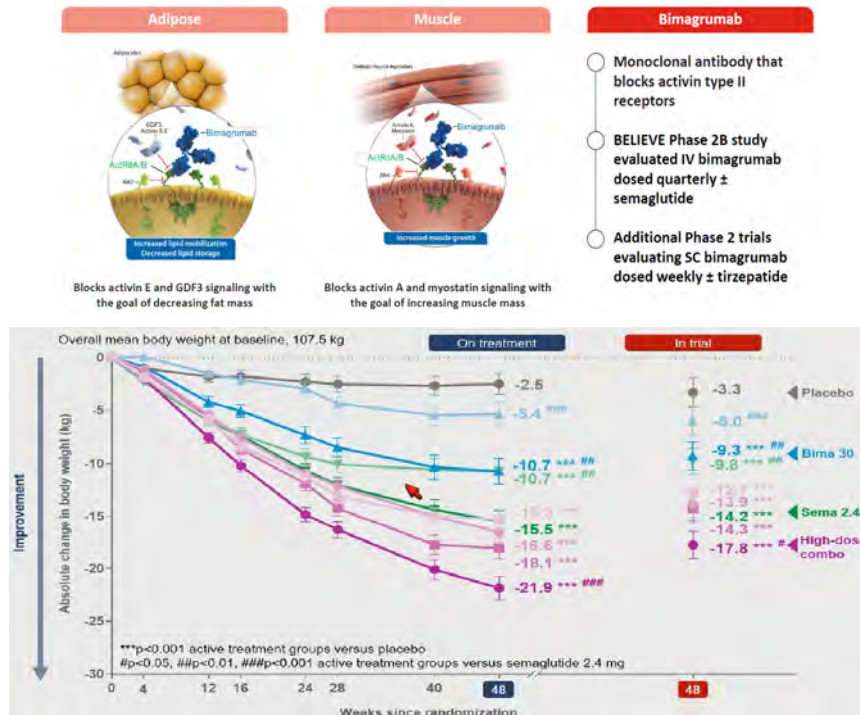 Adipose
Muscle
Bimagrumab
Adipocytes
GDF3,
Bimagrumab
ActRIIA/B
Increased lipid mobilization
Decreased lipid storage
Blocks activin E and GDF3 signaling with
the goal of decreasing fat mass
Activin A,
Myostatin
Bimagrumab
ActRIIA/B
Increased muscle growth
Blocks activin A and myostatin signaling with
the goal of increasing muscle mass
Monoclonal antibody that
blocks activin type II
receptors
BELIEVE Phase 2B study
evaluated IV bimagrumab
dosed quarterly ±
semaglutide
Additional Phase 2 trials
evaluating SC bimagrumab
dosed weekly ± tirzepatide
Overall mean body weight at baseline, 107.5 kg
On treatment
In trial
Improvement
Absolute change in body weight (kg)
0
-5
-10
-15
-20
-25
-30
-2.5
-5.4 ###
-10.7 *** ##
-10.7 *** ##
-15.5 ***
-16.6 ***
-18.1 ***
-21.9 *** ###
-3.3
-6.0 ###
-9.3 *** ##
-9.8 *** ##
-13.9 ***
-14.2 ***
-14.3 ***
-17.8 *** #
Placebo
Bima 30
Sema 2.4
High-dose
combo
***p<0.001 active treatment groups versus placebo
#p<0.05, ##p<0.01, ###p<0.001 active treatment groups versus semaglutide 2.4 mg
0 4 12 16 24 28 40 48 48
Weeks since randomization